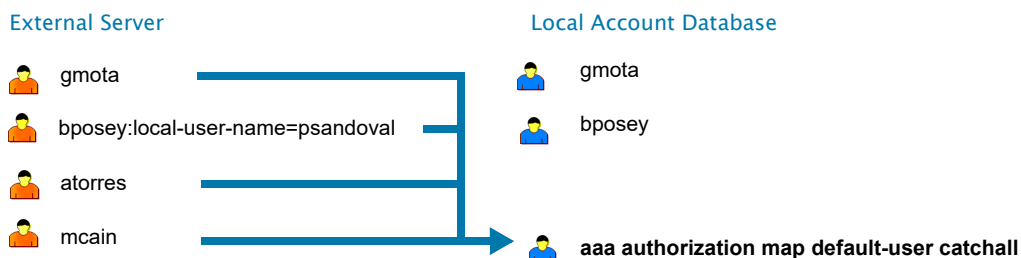 External Server
Local Account Database
gmota
gmota
bposey:local-user-name=psandoval
bposey
atorres
mcain
aaa authorization map default-user catchall